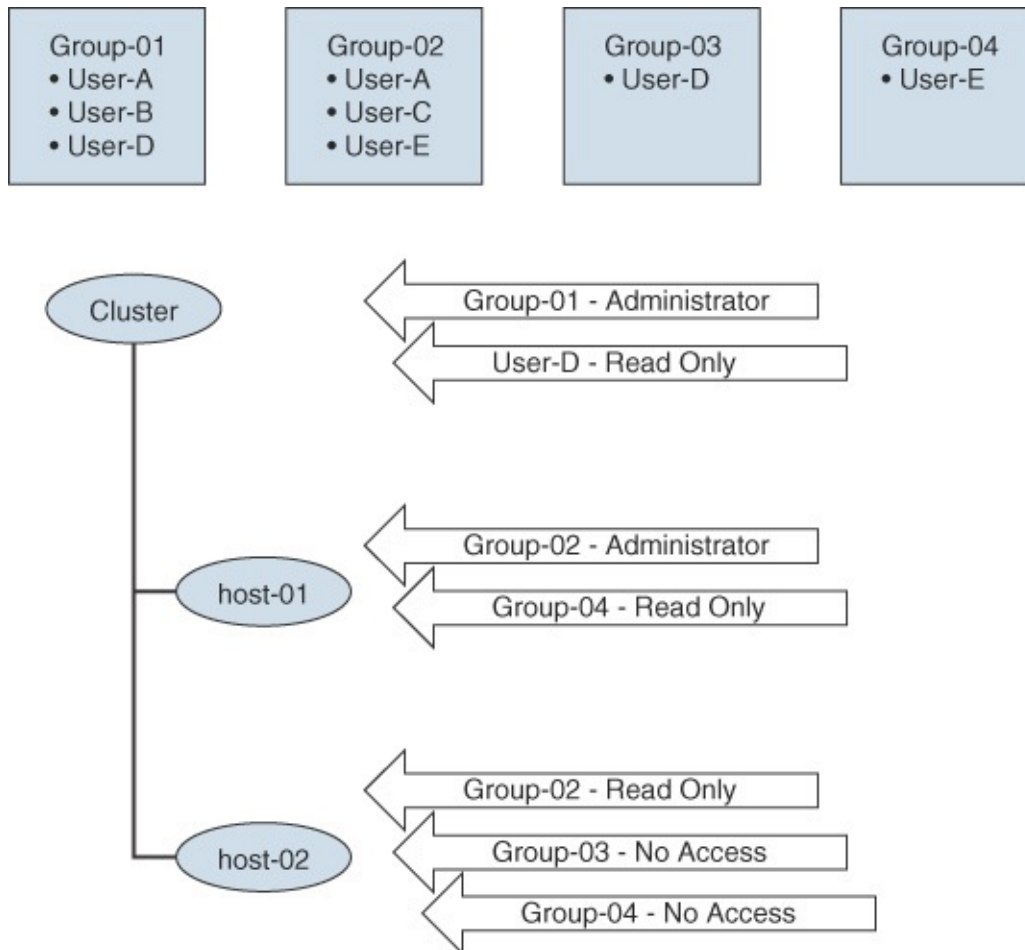 Group-01
• User-A
• User-B
• User-D
Group-02
• User-A
• User-C
• User-E
Group-03
• User-D
Group-04
• User-E
Cluster
Group-01 - Administrator
User-D - Read Only
host-01
Group-02 - Administrator
Group-04 - Read Only
host-02
Group-02 - Read Only
Group-03 - No Access
Group-04 - No Access